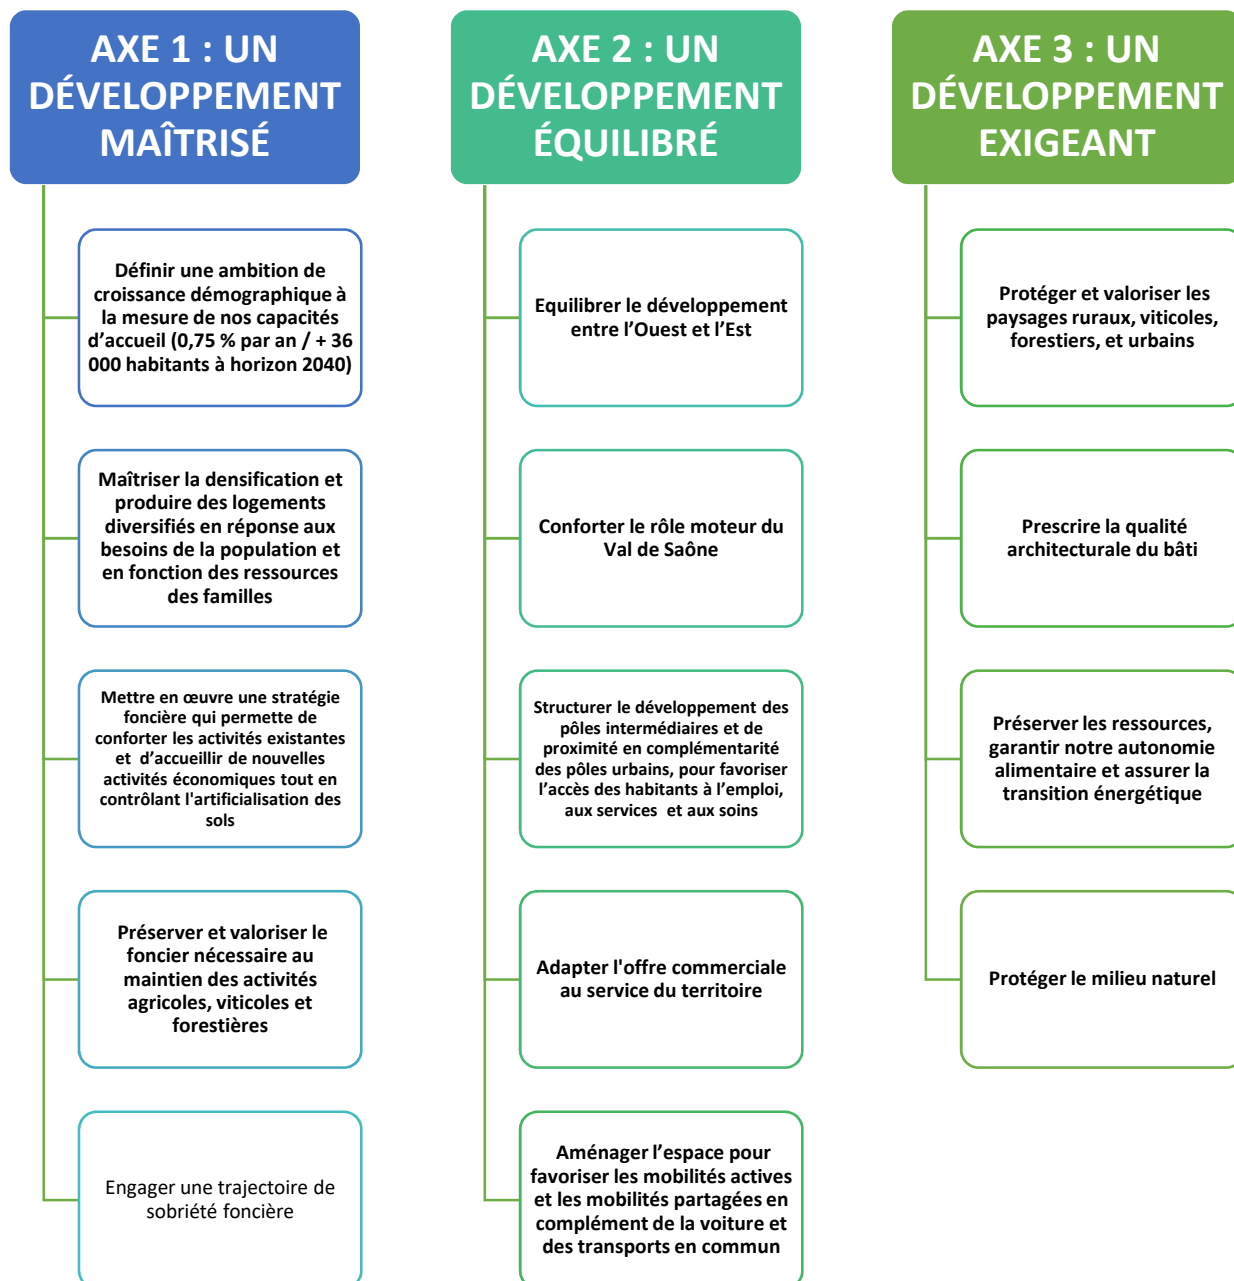 AXE 1 : UN
DÉVELOPPEMENT
MAÎTRISÉ
Définir une ambition de
croissance démographique à
la mesure de nos capacités
d’accueil (0,75 % par an / + 36
000 habitants à horizon 2040)
Maîtriser la densification et
produire des logements
diversifiés en réponse aux
besoins de la population et
en fonction des ressources
des familles
Mettre en œuvre une stratégie
foncière qui permette de
conforter les activités existantes
et d’accueillir de nouvelles
activités économiques tout en
contrôlant l'artificialisation des
sols
Préserver et valoriser le
foncier nécessaire au
maintien des activités
agricoles, viticoles et
forestières
Engager une trajectoire de
sobriété foncière
AXE 2 : UN
DÉVELOPPEMENT
ÉQUILIBRÉ
Equilibrer le développement
entre l’Ouest et l’Est
Conforter le rôle moteur du
Val de Saône
Structurer le développement des
pôles intermédiaires et de
proximité en complémentarité
des pôles urbains, pour favoriser
l’accès des habitants à l’emploi,
aux services et aux soins
Adapter l'offre commerciale
au service du territoire
Aménager l’espace pour
favoriser les mobilités actives
et les mobilités partagées en
complément de la voiture et
des transports en commun
AXE 3 : UN
DÉVELOPPEMENT
EXIGEANT
Protéger et valoriser les
paysages ruraux, viticoles,
forestiers, et urbains
Prescrire la qualité
architecturale du bâti
Préserver les ressources,
garantir notre autonomie
alimentaire et assurer la
transition énergétique
Protéger le milieu naturel